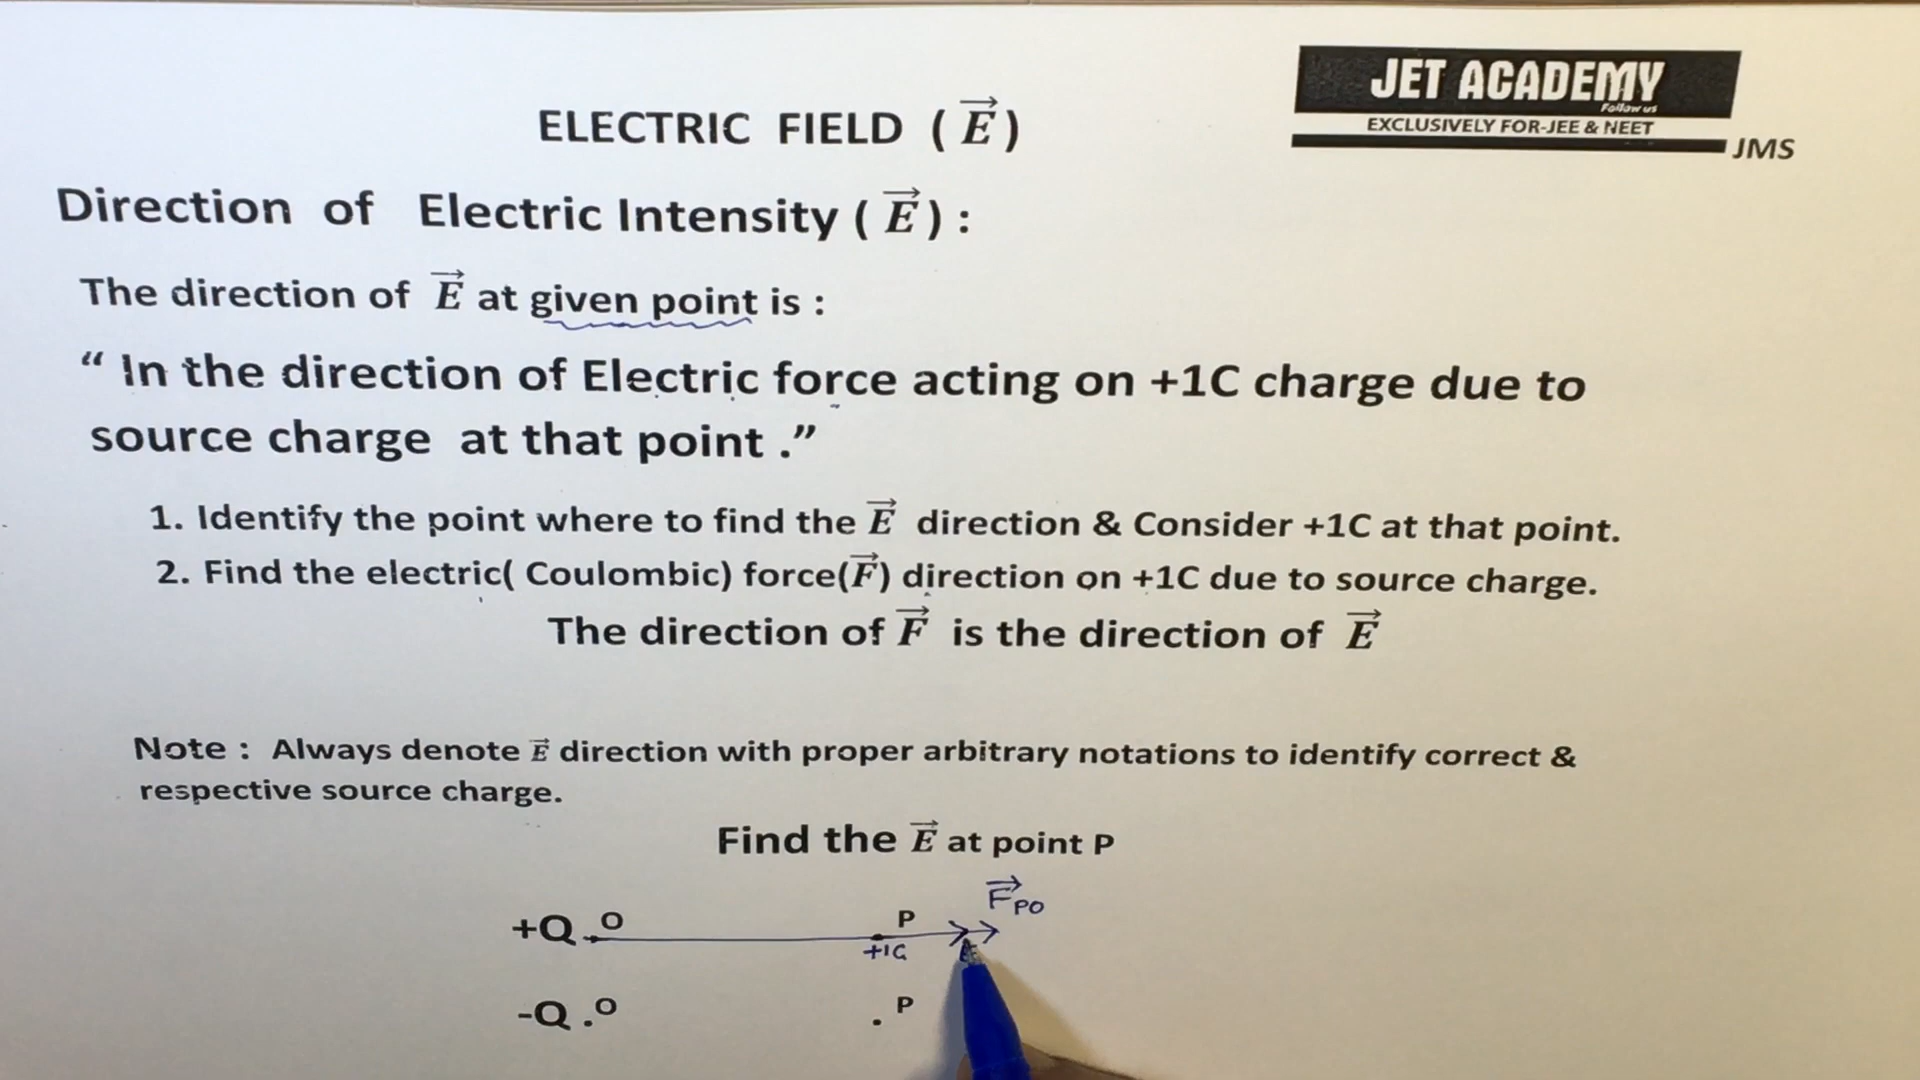 JET ACADEMY
Follow us
EXCLUSIVELY FOR-JEE & NEET
JMS
ELECTRIC FIELD ( E⃗ )
Direction of Electric Intensity ( E⃗ ) :
The direction of E⃗ at given point is :
“ In the direction of Electric force acting on +1C charge due to
source charge at that point .”
1. Identify the point where to find the E⃗ direction & Consider +1C at that point.
2. Find the electric( Coulombic) force(F⃗) direction on +1C due to source charge.
The direction of F⃗ is the direction of E⃗
Note : Always denote E⃗ direction with proper arbitrary notations to identify correct &
respective source charge.
Find the E⃗ at point P
F⃗PO
+Q . O P
+1C
-Q . O . P